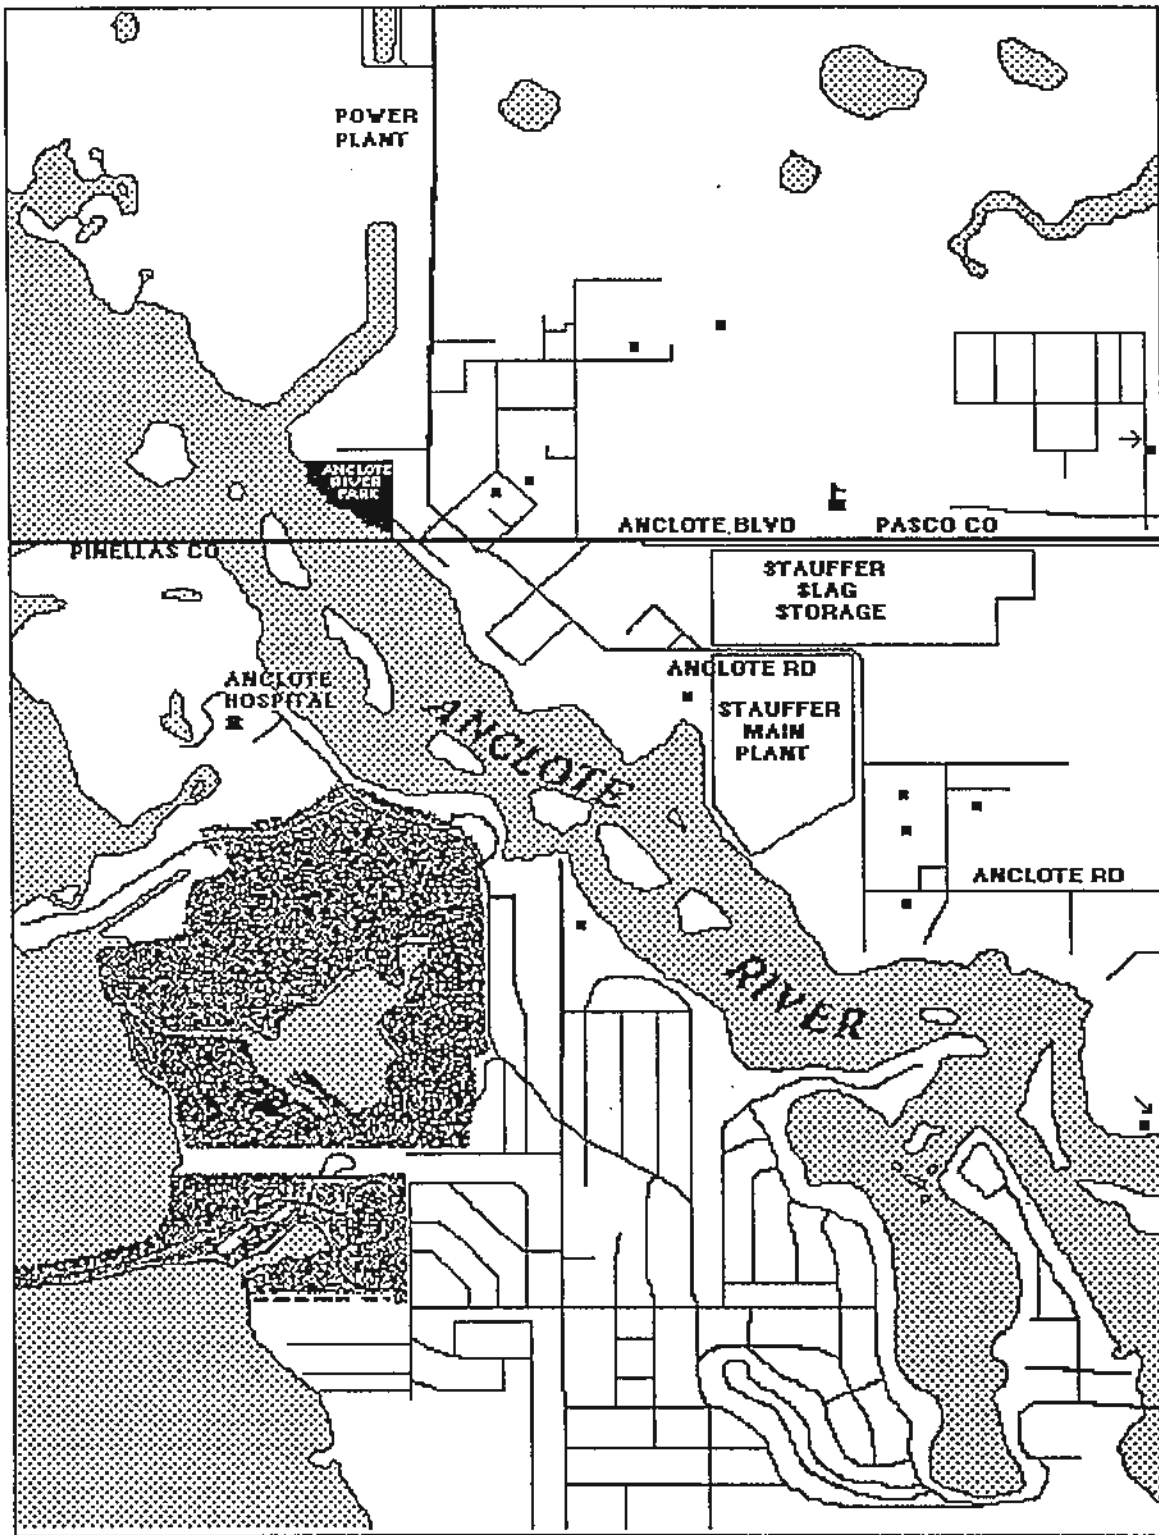 POWER
PLANT
ANCLOTE
RIVER
PARK
ANCLOTE BLVD
PASCO CO
PINELLAS CO
STAUFFER
SLAG
STORAGE
ANCLOTE RD
ANCLOTE
HOSPITAL
STAUFFER
MAIN
PLANT
ANCLOTE
ANCLOTE RD
RIVER